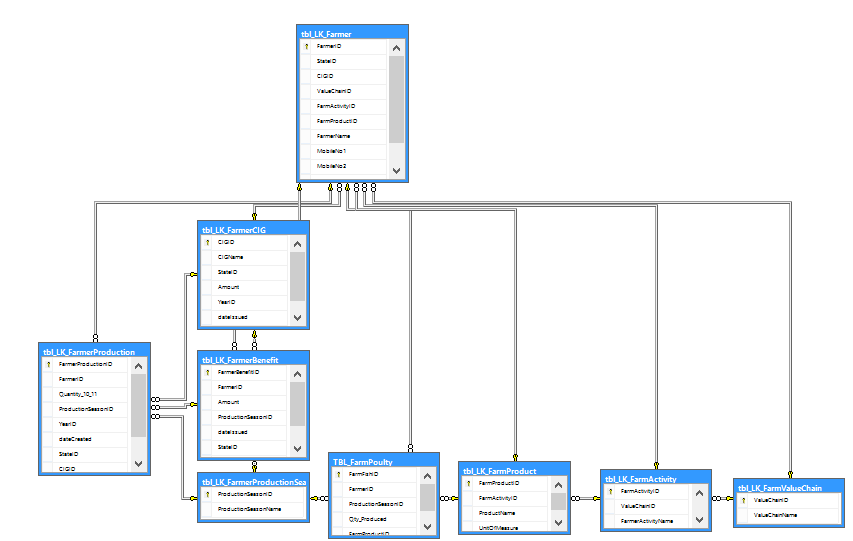 tbl_LK_Farmer
FarmerID
StateID
CIGID
ValueChainID
FarmActivityID
FarmProductID
FarmerName
MobileNo1
MobileNo2
tbl_LK_FarmerCIG
CIGID
CIGName
StateID
Amount
YearID
dateIssued
tbl_LK_FarmerProduction
FarmerProductionID
FarmerID
Quantity_10_11
ProductionSeasonID
YearID
dateCreated
StateID
CIGID
tbl_LK_FarmerBenefit
FarmerBenefitID
FarmerID
Amount
ProductionSeasonID
dateIssued
StateID
tbl_LK_FarmerProductionSea
ProductionSeasonID
ProductionSeasonName
TBL_FarmPoulty
FarmFishID
FarmerID
ProductionSeasonID
Qity_Produced
FarmProductID
tbl_LK_FarmProduct
FarmProductID
FarmActivityID
ProductName
UnitOfMeasure
tbl_LK_FarmActivity
FarmActivityID
ValueChainID
FarmerActivityName
tbl_LK_FarmValueChain
ValueChainID
ValueChainName